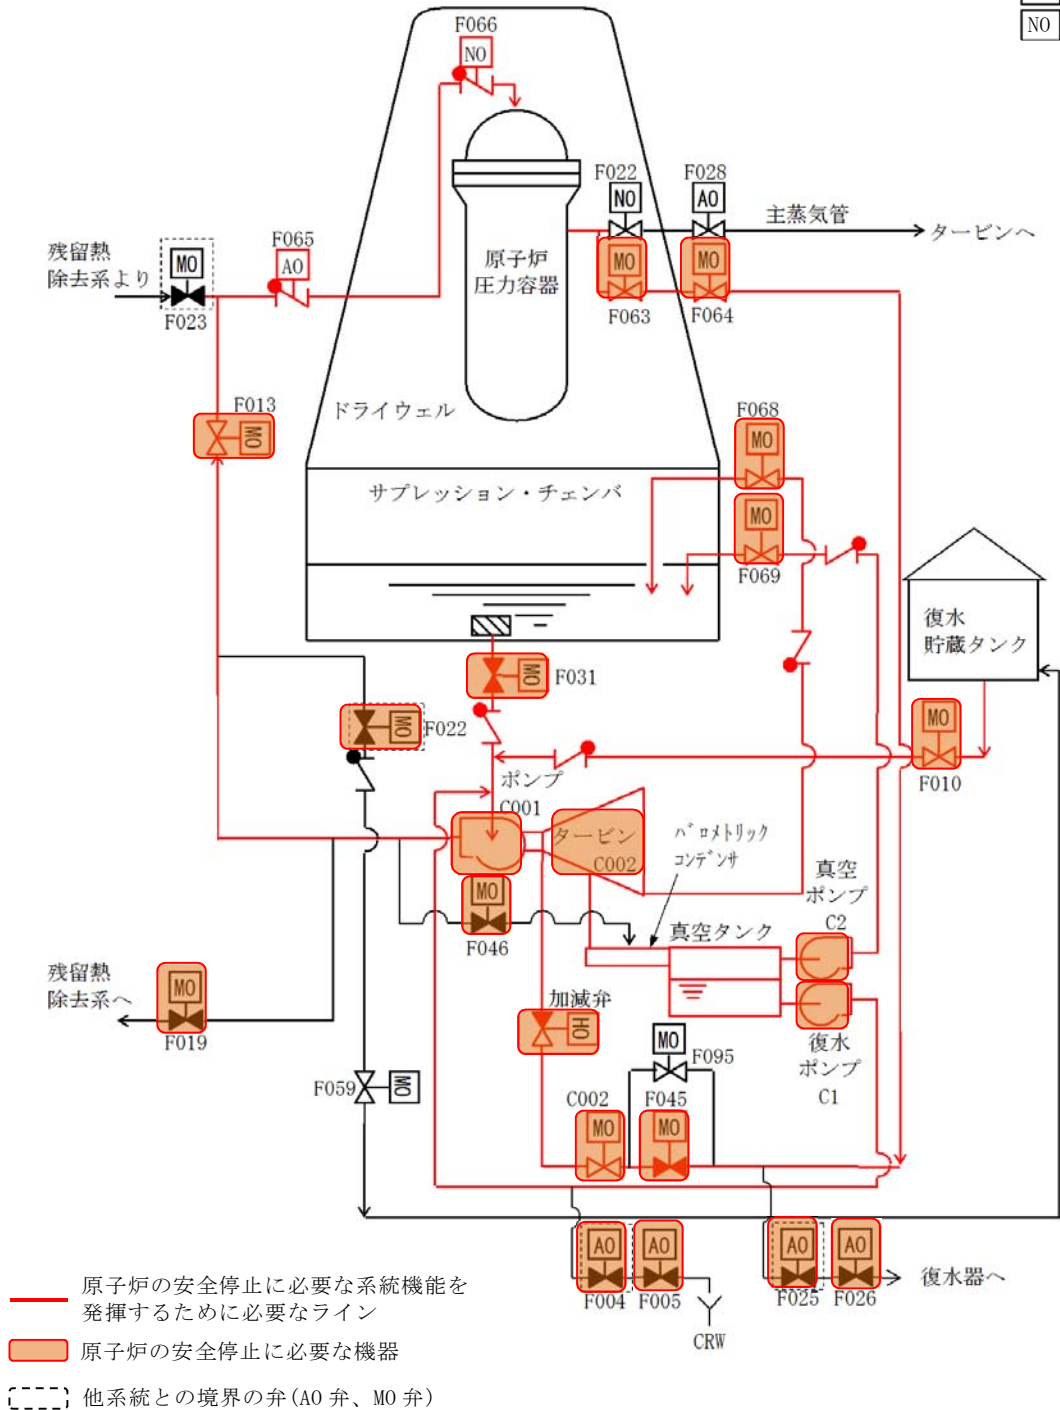 NO
F066
NO
F022
F028
NO
AO
主蒸気管
タービンへ
残留熱
除去系より
MO
F023
F065
AO
原子炉
圧力容器
MO
MO
F063
F064
F013
MO
ドライウェル
F068
MO
サプレッション・チェンバ
MO
F069
復水
貯蔵タンク
MO
F031
MO
F022
MO
F010
ポンプ
C001
タービン
C002
バロメトリック
コンデンサ
真空
ポンプ
C2
MO
F046
真空タンク
残留熱
除去系へ
MO
F019
加減弁
HO
MO
F095
復水
ポンプ
C1
F059
MO
C002
F045
MO
MO
AO
AO
F004
F005
CRW
AO
AO
F025
F026
復水器へ
原子炉の安全停止に必要な系統機能を
発揮するために必要なライン
原子炉の安全停止に必要な機器
他系統との境界の弁(AO弁、MO弁)